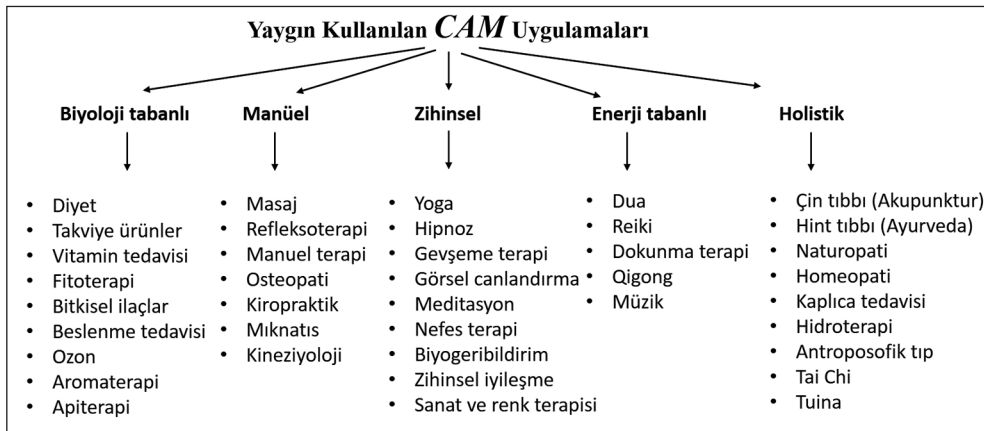 Yaygın Kullanılan CAM Uygulamaları
Biyoloji tabanlı
Diyet
Takviye ürünler
Vitamin tedavisi
Fitoterapi
Bitkisel ilaçlar
Beslenme tedavisi
Ozon
Aromaterapi
Apiterapi
Manüel
Masaj
Refleksoterapi
Manuel terapi
Osteopati
Kiropraktik
Mıknatıs
Kineziyoloji
Zihinsel
Yoga
Hipnoz
Gevşeme terapi
Görsel canlandırma
Meditasyon
Nefes terapi
Biyogeribildirim
Zihinsel iyileşme
Sanat ve renk terapisi
Enerji tabanlı
Dua
Reiki
Dokunma terapi
Qigong
Müzik
Holistik
Çin tıbbı (Akupunktur)
Hint tıbbı (Ayurveda)
Naturopati
Homeopati
Kaplıca tedavisi
Hidroterapi
Antroposofik tıp
Tai Chi
Tuina